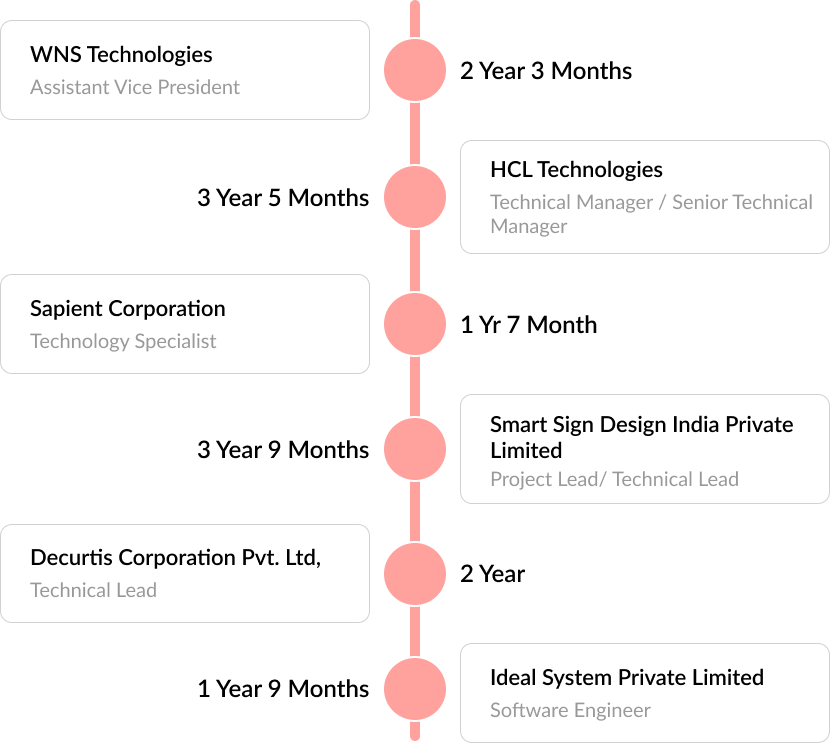 WNS Technologies
Assistant Vice President
2 Year 3 Months
3 Year 5 Months
HCL Technologies
Technical Manager / Senior Technical
Manager
Sapient Corporation
Technology Specialist
1 Yr 7 Month
3 Year 9 Months
Smart Sign Design India Private
Limited
Project Lead/ Technical Lead
Decurtis Corporation Pvt. Ltd,
Technical Lead
2 Year
1 Year 9 Months
Ideal System Private Limited
Software Engineer